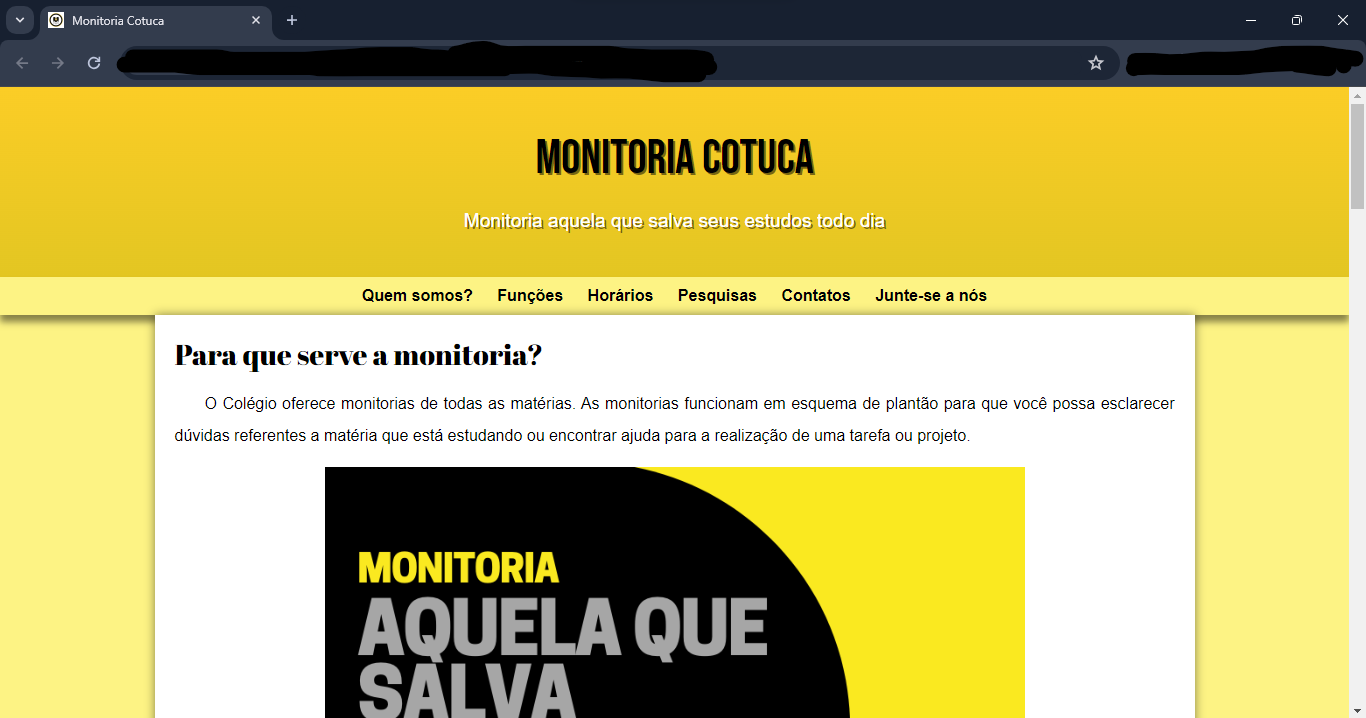 Monitoria Cotuca
MONITORIA COTUCA
Monitoria aquela que salva seus estudos todo dia
Quem somos? Funções Horários Pesquisas Contatos Junte-se a nós
Para que serve a monitoria?
O Colégio oferece monitorias de todas as matérias. As monitorias funcionam em esquema de plantão para que você possa esclarecer
dúvidas referentes a matéria que está estudando ou encontrar ajuda para a realização de uma tarefa ou projeto.
MONITORIA
AQUELA QUE
SALVA